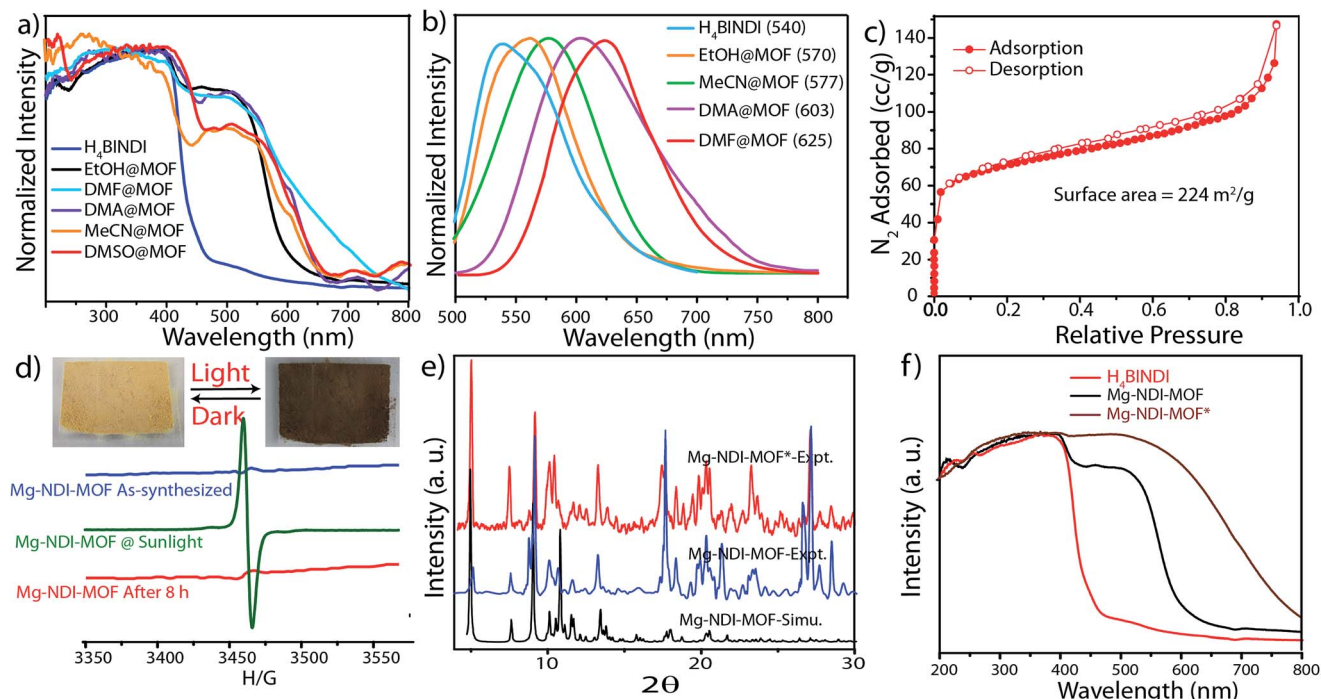 a)
Normalized Intensity
H₄BINDI
EtOH@MOF
DMF@MOF
DMA@MOF
MeCN@MOF
DMSO@MOF
300 400 500 600 700 800
Wavelength (nm)
b)
Normalized Intensity
H₄BINDI (540)
EtOH@MOF (570)
MeCN@MOF (577)
DMA@MOF (603)
DMF@MOF (625)
500 550 600 650 700 750 800
Wavelength (nm)
c)
N₂ Adsorbed (cc/g)
140
120
100
80
60
40
20
0
Adsorption
Desorption
Surface area = 224 m²/g
0.0 0.2 0.4 0.6 0.8 1.0
Relative Pressure
d)
Light
Dark
Mg-NDI-MOF As-synthesized
Mg-NDI-MOF @ Sunlight
Mg-NDI-MOF After 8 h
3350 3400 3450 3500 3550
H/G
e)
Intensity (a. u.)
Mg-NDI-MOF*-Expt.
Mg-NDI-MOF-Expt.
Mg-NDI-MOF-Simu.
10 20 30
2θ
f)
Intensity (a. u.)
H₄BINDI
Mg-NDI-MOF
Mg-NDI-MOF*
200 300 400 500 600 700 800
Wavelength (nm)